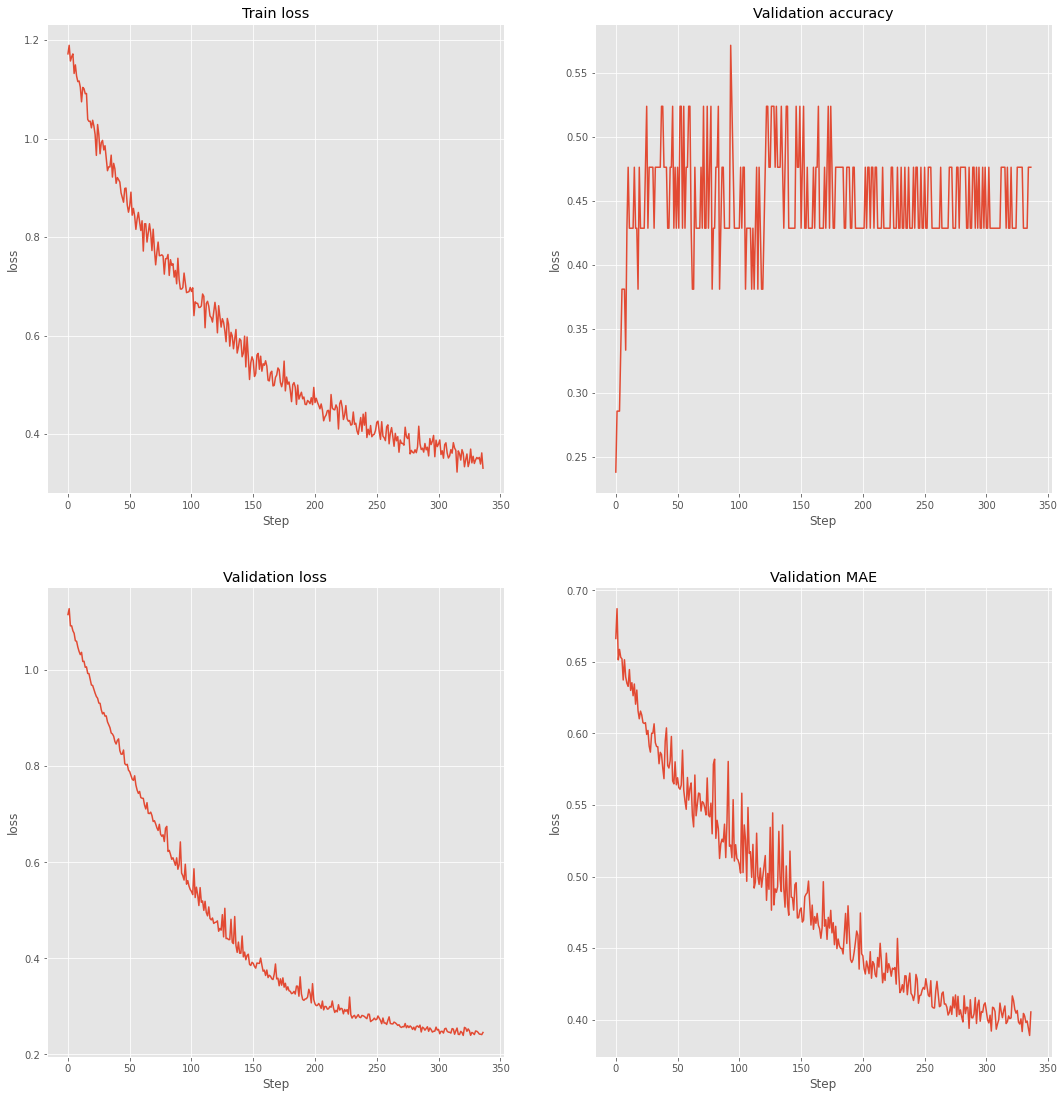 Train loss
1.2
1.0
0.8
0.6
0.4
loss
0 50 100 150 200 250 300 350
Step
Validation accuracy
0.55
0.50
0.45
0.40
0.35
0.30
0.25
loss
0 50 100 150 200 250 300 350
Step
Validation loss
1.0
0.8
0.6
0.4
0.2
loss
0 50 100 150 200 250 300 350
Step
Validation MAE
0.70
0.65
0.60
0.55
0.50
0.45
0.40
loss
0 50 100 150 200 250 300 350
Step